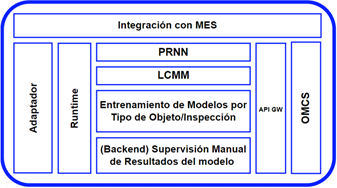 Integración con MES
Adaptador
Runtime
PRNN
LCMM
Entrenamiento de Modelos por
Tipo de Objeto/Inspección
(Backend) Supervisión Manual
de Resultados del modelo
API GW
OMCS